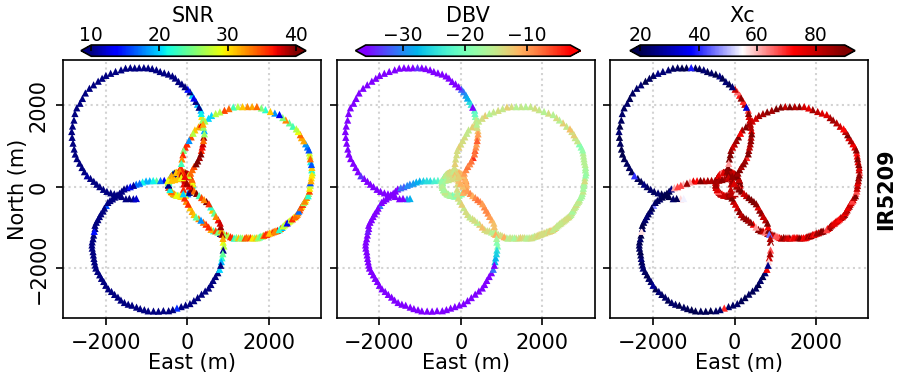 SNR DBV Xc
10 20 30 40 −30 −20 −10 20 40 60 80
2000
0
−2000
North (m)
IR5209
−2000 0 2000 −2000 0 2000 −2000 0 2000
East (m) East (m) East (m)